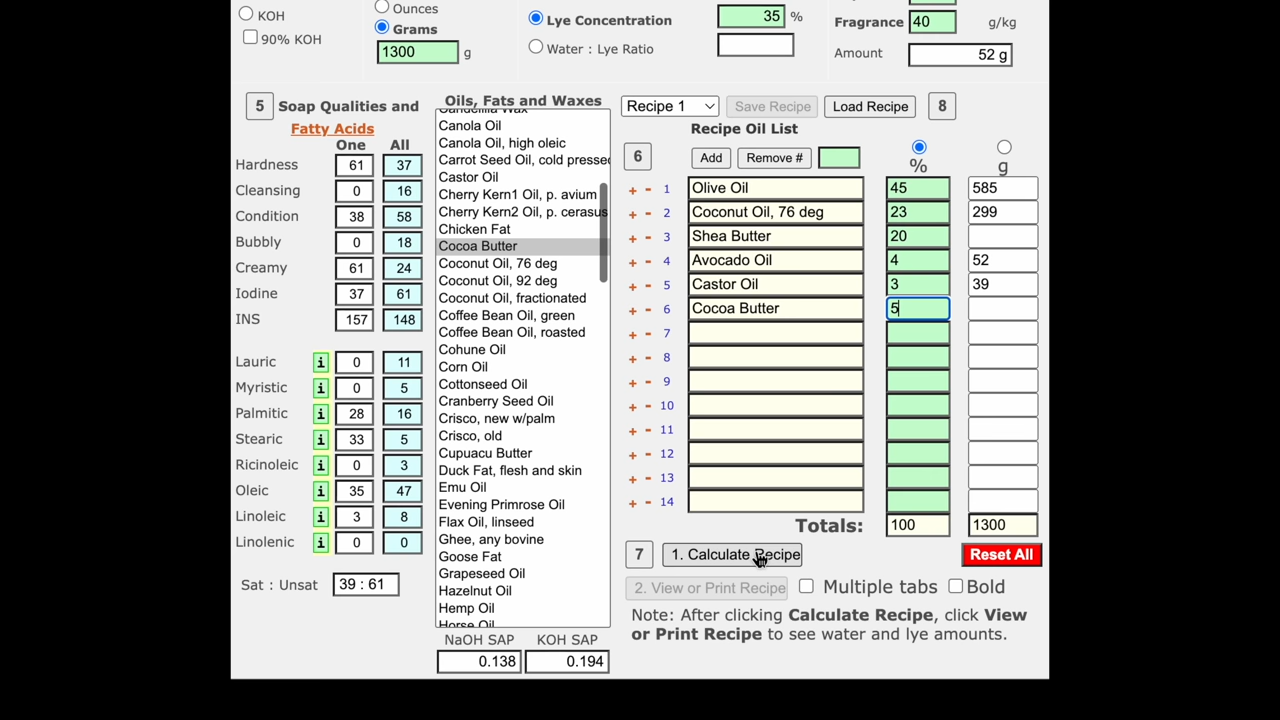 KOH
90% KOH
Ounces
Grams
1300 g
Lye Concentration
35 %
Water : Lye Ratio
Fragrance 40 g/kg
Amount 52 g
5 Soap Qualities and
Fatty Acids
One All
Hardness 61 37
Cleansing 0 16
Condition 38 58
Bubbly 0 18
Creamy 61 24
Iodine 37 61
INS 157 148
Lauric i 0 11
Myristic i 0 5
Palmitic i 28 16
Stearic i 33 5
Ricinoleic i 0 3
Oleic i 35 47
Linoleic i 3 8
Linolenic i 0 0
Sat : Unsat 39 : 61
Oils, Fats and Waxes
Candelilla Wax
Canola Oil
Canola Oil, high oleic
Carrot Seed Oil, cold pressed
Castor Oil
Cherry Kern1 Oil, p. avium
Cherry Kern2 Oil, p. cerasus
Chicken Fat
Cocoa Butter
Coconut Oil, 76 deg
Coconut Oil, 92 deg
Coconut Oil, fractionated
Coffee Bean Oil, green
Coffee Bean Oil, roasted
Cohune Oil
Corn Oil
Cottonseed Oil
Cranberry Seed Oil
Crisco, new w/palm
Crisco, old
Cupuacu Butter
Duck Fat, flesh and skin
Emu Oil
Evening Primrose Oil
Flax Oil, linseed
Ghee, any bovine
Goose Fat
Grapeseed Oil
Hazelnut Oil
Hemp Oil
Horse Oil
NaOH SAP KOH SAP
0.138 0.194
Recipe 1 Save Recipe Load Recipe 8
Recipe Oil List
6 Add Remove # % g
+ - 1 Olive Oil 45 585
+ - 2 Coconut Oil, 76 deg 23 299
+ - 3 Shea Butter 20
+ - 4 Avocado Oil 4 52
+ - 5 Castor Oil 3 39
+ - 6 Cocoa Butter 5
+ - 7
+ - 8
+ - 9
+ - 10
+ - 11
+ - 12
+ - 13
+ - 14
Totals: 100 1300
7 1. Calculate Recipe Reset All
2. View or Print Recipe Multiple tabs Bold
Note: After clicking Calculate Recipe, click View
or Print Recipe to see water and lye amounts.